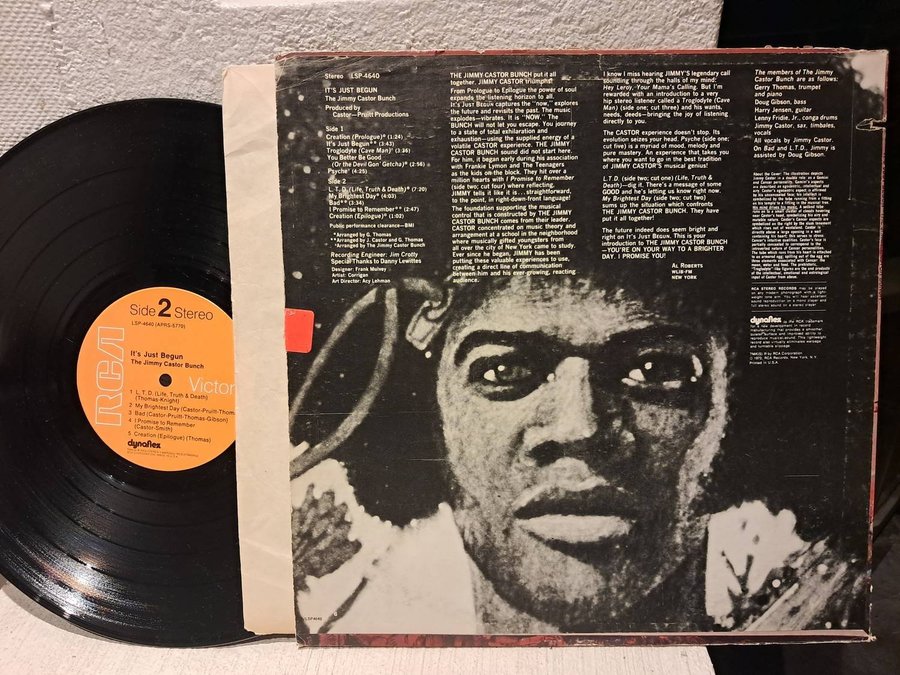 Side 2 Stereo
LSP-4640 (APRS-5770)
It's Just Begun
The Jimmy Castor Bunch
RCA
Victor
1 L.T.D. (Life, Truth & Death)
(Thomas-Knight)
2 My Brightest Day (Castor-Pruitt-Thom
3 Bad (Castor-Pruitt-Thomas-Gibson)
4 I Promise to Remember
(Castor-Smith)
5 Creation (Epilogue) (Thomas)
dynaflex
Stereo LSP-4640
IT'S JUST BEGUN
The Jimmy Castor Bunch
Produced by
Castor—Pruitt Productions
Side 1
Creation (Prologue)* (1:24)
It's Just Begun** (3:43)
Troglodyte (Cave Man)† (3:36)
You Better Be Good
(Or the Devil Gon' Getcha)* (2:56)
Psyche* (4:25)
Side 2
L.T.D. (Life, Truth & Death)* (7:20)
My Brightest Day* (4:03)
Bad** (3:34)
I Promise to Remember** (2:47)
Creation (Epilogue)* (1:02)
Public performance clearance—BMI
*Arranged by G. Thomas
**Arranged by J. Castor and G. Thomas
†Arranged by The Jimmy Castor Bunch
Recording Engineer: Jim Crotty
Special Thanks to Danny Lewittes
Designer: Frank Mulvey
Artist: Corrigan
Art Director: Acy Lehman
THE JIMMY CASTOR BUNCH put it all
together. JIMMY CASTOR triumphs!
From Prologue to Epilogue the power of soul
expands the listening horizon to all.
It's Just Begun captures the "now," explores
the future and revisits the past. The music
explodes—vibrates. It is "NOW." The
BUNCH will not let you escape. You journey
to a state of total exhilaration and
exhaustion—using the supplied energy of a
volatile CASTOR experience. THE JIMMY
CASTOR BUNCH sound did not start here.
For him, it began early during his association
with Frankie Lymon and The Teenagers
as the kids-on-the-block. They hit over a
million hearts with I Promise to Remember
(side two; cut four) where reflecting,
JIMMY tells it like it is...straightforward,
to the point, in right-down-front language!
The foundation supporting the musical
control that is constructed by THE JIMMY
CASTOR BUNCH comes from their leader.
CASTOR concentrated on music theory and
arrangement at a school in the neighborhood
where musically gifted youngsters from
all over the city of New York came to study.
Ever since he began, JIMMY has been
putting these valuable experiences to use,
creating a direct line of communication
between him and his ever-growing, reacting
audience.
I know I miss hearing JIMMY'S legendary call
sounding through the halls of my mind:
Hey Leroy, Your Mama's Calling. But I'm
rewarded with an introduction to a very
hip stereo listener called a Troglodyte (Cave
Man) (side one; cut three) and his wants,
needs, deeds—bringing the joy of listening
directly to you.
The CASTOR experience doesn't stop. Its
evolution seizes your head. Psyche (side one;
cut five) is a myriad of mood, melody and
pure mastery. An experience that takes you
where you want to go in the best tradition
of JIMMY CASTOR'S musical genius!
L.T.D. (side two; cut one) (Life, Truth &
Death)—dig it. There's a message of some
GOOD and he's letting us know right now.
My Brightest Day (side two; cut two)
sums up the situation which confronts
THE JIMMY CASTOR BUNCH. They have
put it all together!
The future indeed does seem bright and
right on It's Just Begun. This is your
introduction to THE JIMMY CASTOR BUNCH
—YOU'RE ON YOUR WAY TO A BRIGHTER
DAY. I PROMISE YOU!
Al Roberts
WLIB-FM
NEW YORK
The members of The Jimmy
Castor Bunch are as follows:
Gerry Thomas, trumpet
and piano
Doug Gibson, bass
Harry Jensen, guitar
Lenny Fridie, Jr., conga drums
Jimmy Castor, sax, timbales,
vocals
All vocals by Jimmy Castor.
On Bad and L.T.D., Jimmy is
assisted by Doug Gibson.
dynaflex
TMK(S) ® by RCA Corporation
© 1972, RCA Records, New York, N.Y.
Printed in U.S.A.
LSP-4640